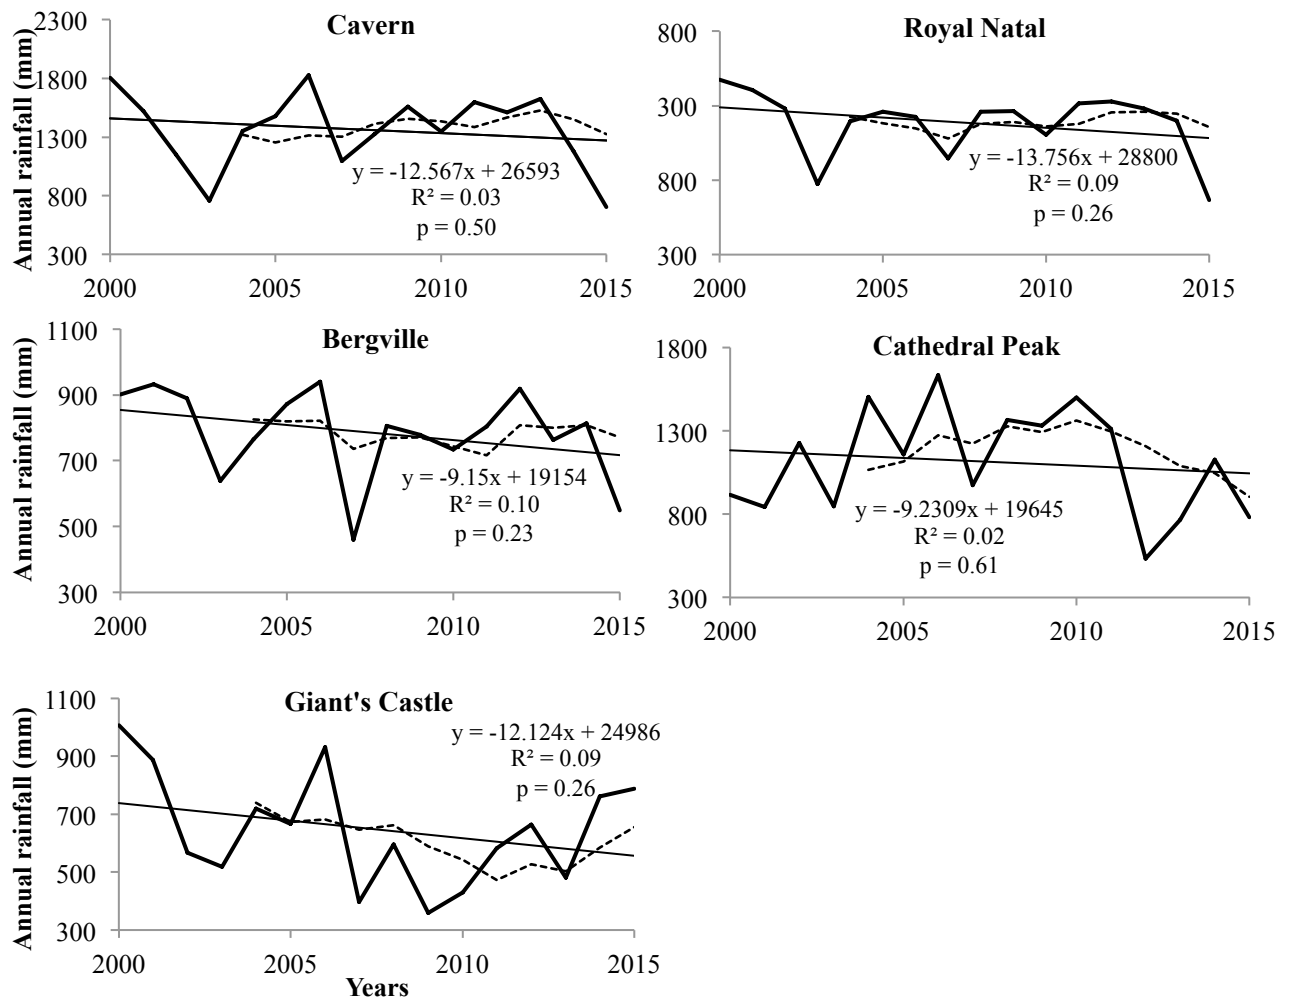 Cavern
Annual rainfall (mm)
2300
1800
1300
800
300
y = -12.567x + 26593
R² = 0.03
p = 0.50
2000 2005 2010 2015
Royal Natal
800
300
800
300
y = -13.756x + 28800
R² = 0.09
p = 0.26
2000 2005 2010 2015
Bergville
Annual rainfall (mm)
1100
900
700
500
300
y = -9.15x + 19154
R² = 0.10
p = 0.23
2000 2005 2010 2015
Cathedral Peak
1800
1300
800
300
y = -9.2309x + 19645
R² = 0.02
p = 0.61
2000 2005 2010 2015
Giant's Castle
Annual rainfall (mm)
1100
900
700
500
300
y = -12.124x + 24986
R² = 0.09
p = 0.26
2000 2005 2010 2015
Years